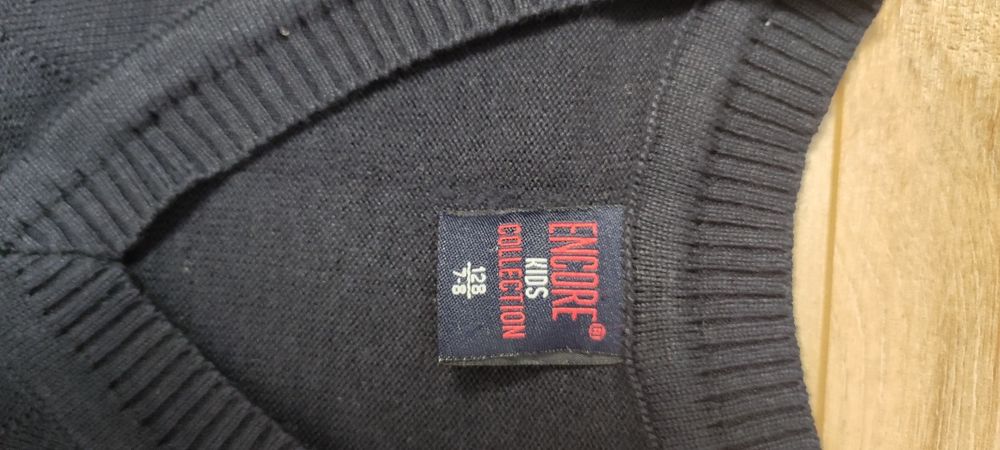 ENCORE®
KIDS
COLLECTION
128
7-8